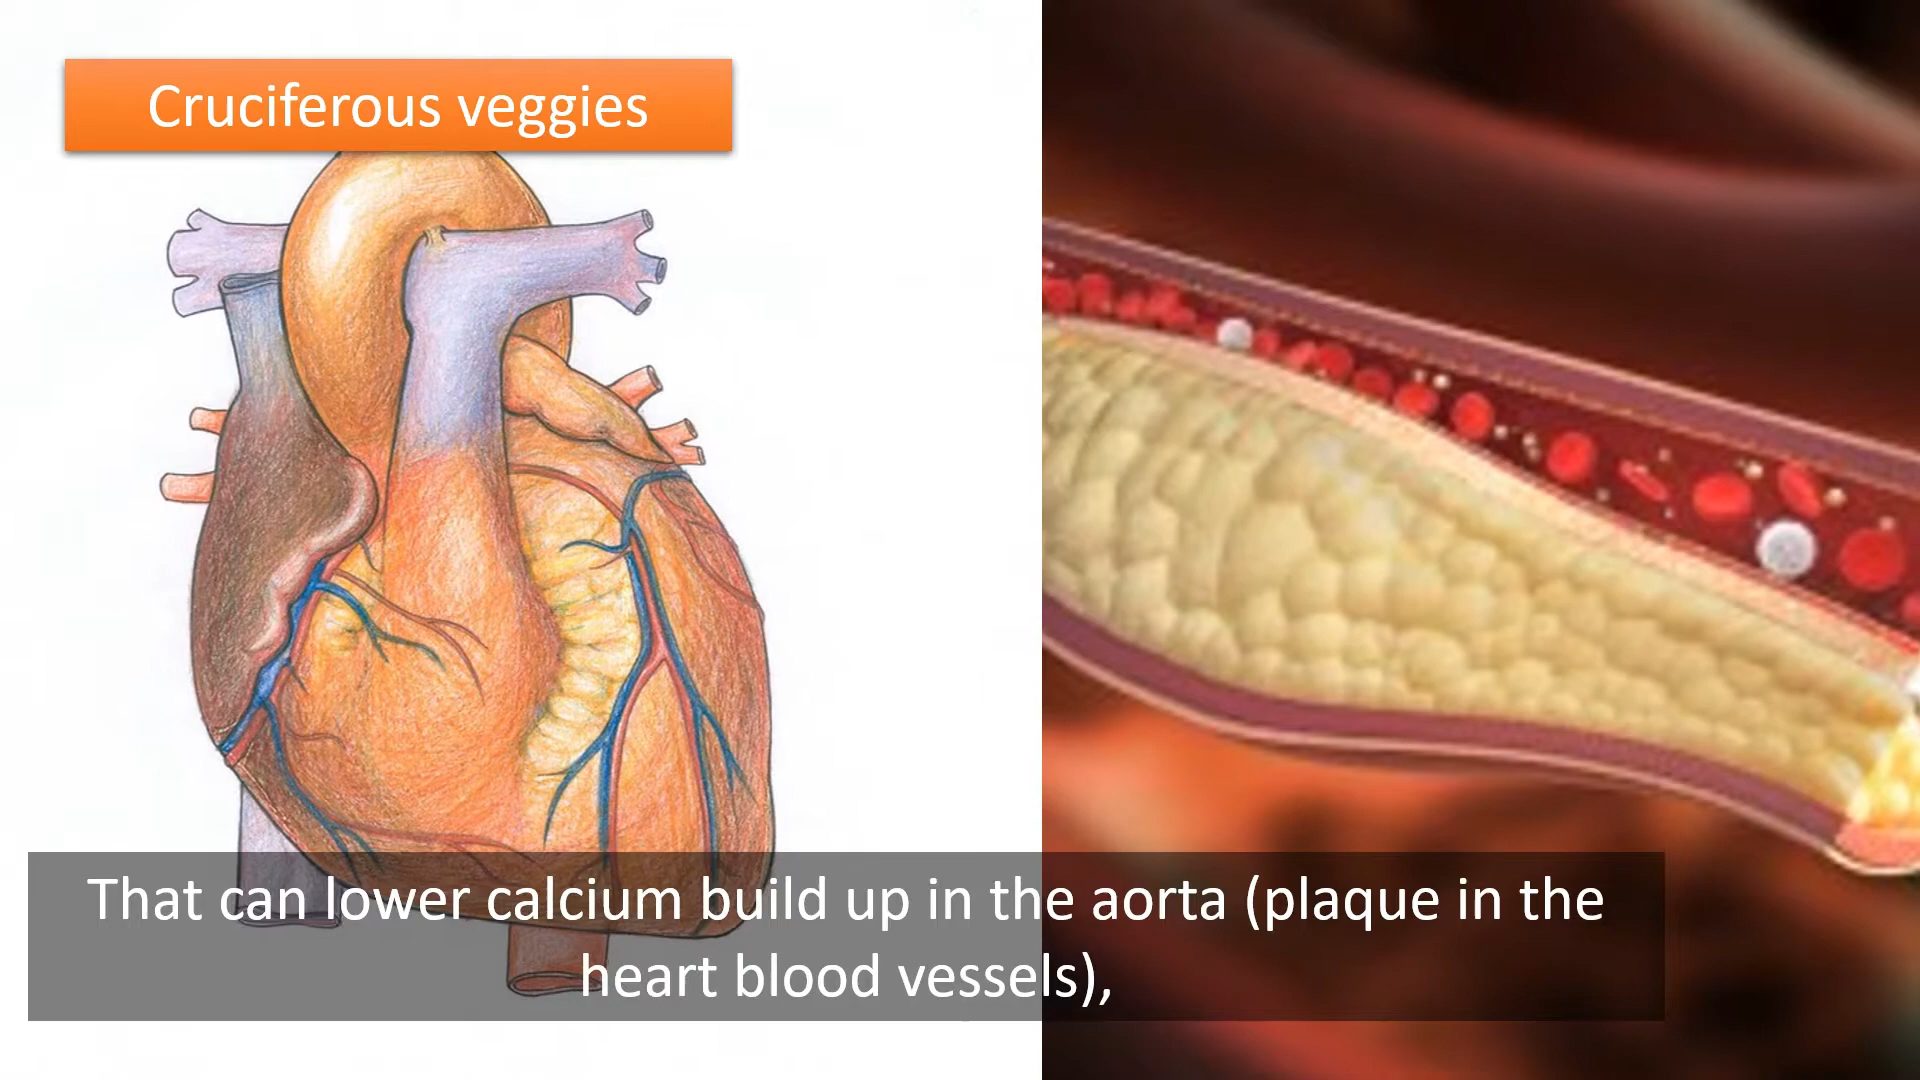 Cruciferous veggies
That can lower calcium build up in the aorta (plaque in the
heart blood vessels),